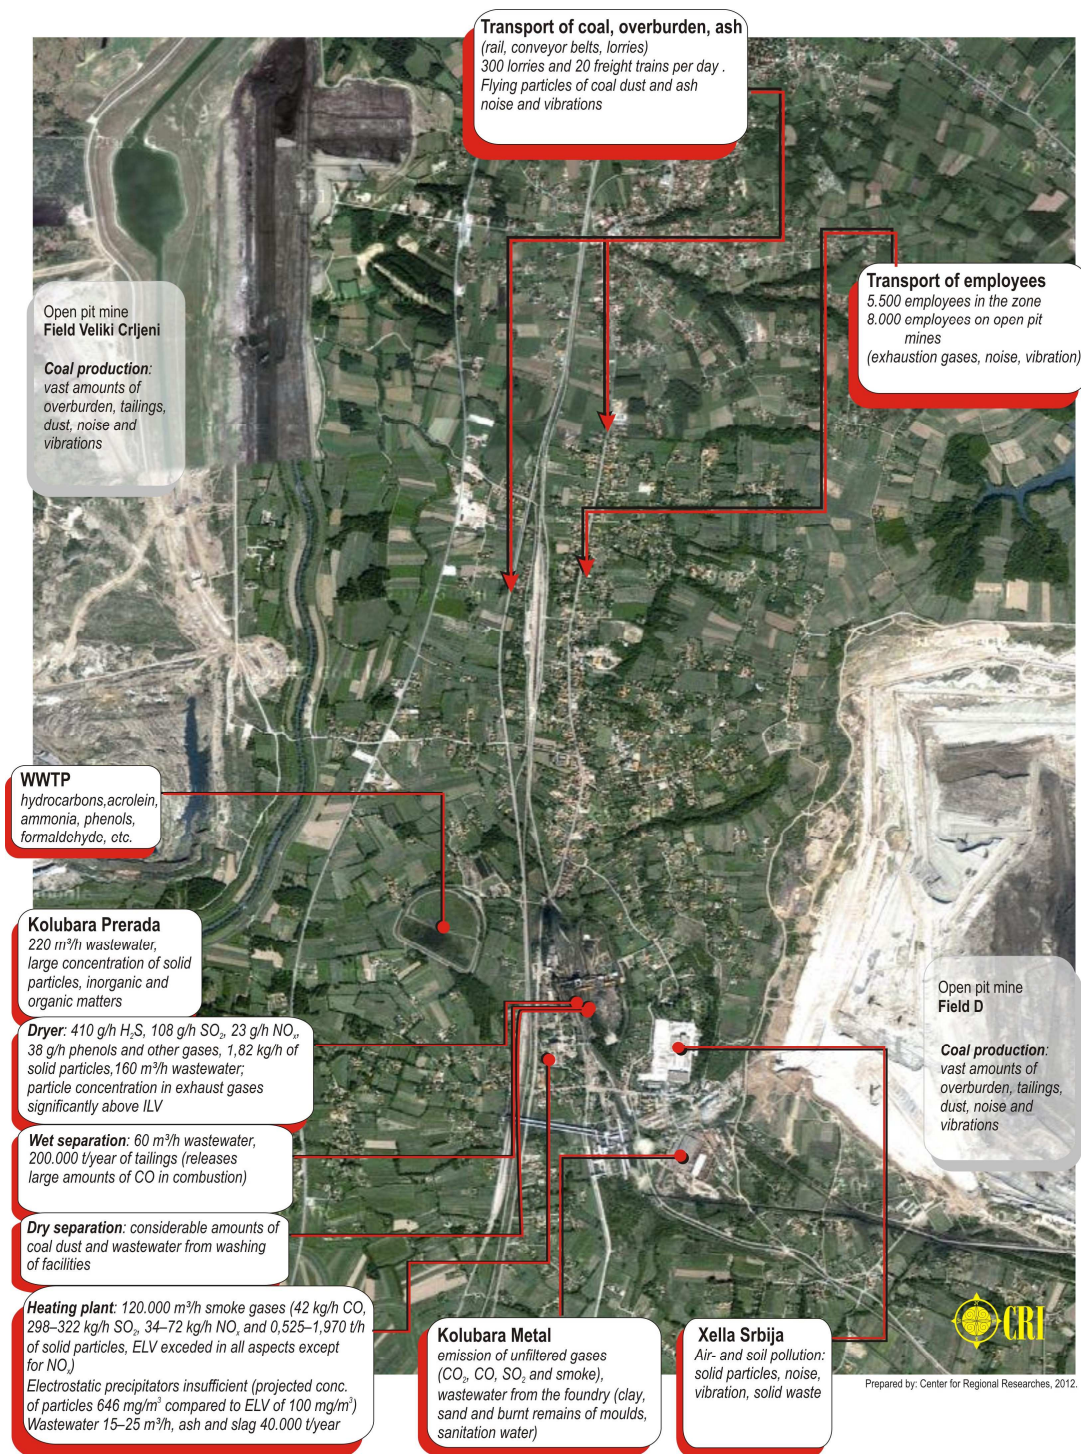 Transport of coal, overburden, ash
(rail, conveyor belts, lorries)
300 lorries and 20 freight trains per day .
Flying particles of coal dust and ash
noise and vibrations
Transport of employees
5.500 employees in the zone
8.000 employees on open pit
mines
(exhaustion gases, noise, vibration)
Open pit mine
Field Veliki Crljeni
Coal production:
vast amounts of
overburden, tailings,
dust, noise and
vibrations
WWTP
hydrocarbons,acrolein,
ammonia, phenols,
formaldehydo, ctc.
Kolubara Prerada
220 m³/h wastewater,
large concentration of solid
particles, inorganic and
organic matters
Dryer: 410 g/h H₂S, 108 g/h SO₂, 23 g/h NOₓ,
38 g/h phenols and other gases, 1,82 kg/h of
solid particles,160 m³/h wastewater;
particle concentration in exhaust gases
significantly above ILV
Wet separation: 60 m³/h wastewater,
200.000 t/year of tailings (releases
large amounts of CO in combustion)
Dry separation: considerable amounts of
coal dust and wastewater from washing
of facilities
Heating plant: 120.000 m³/h smoke gases (42 kg/h CO,
298–322 kg/h SO₂, 34–72 kg/h NOₓ and 0,525–1,970 t/h
of solid particles, ELV exceded in all aspects except
for NOₓ)
Electrostatic precipitators insufficient (projected conc.
of particles 646 mg/m³ compared to ELV of 100 mg/m³)
Wastewater 15–25 m³/h, ash and slag 40.000 t/year
Kolubara Metal
emission of unfiltered gases
(CO₂, CO, SO₂ and smoke),
wastewater from the foundry (clay,
sand and burnt remains of moulds,
sanitation water)
Xella Srbija
Air- and soil pollution:
solid particles, noise,
vibration, solid waste
Open pit mine
Field D
Coal production:
vast amounts of
overburden, tailings,
dust, noise and
vibrations
CRI
Prepared by: Center for Regional Researches, 2012.